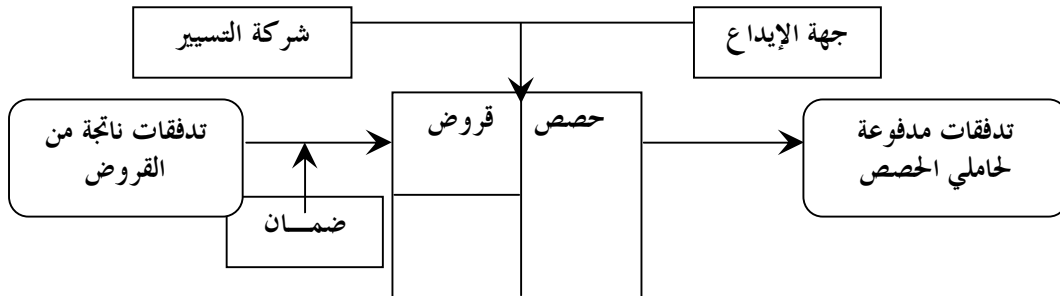 جهة الإيداع
شركة التسيير
حصص
قروض
تدفقات ناتجة من
القروض
تدفقات مدفوعة
لحاملي الحصص
ضمـــان